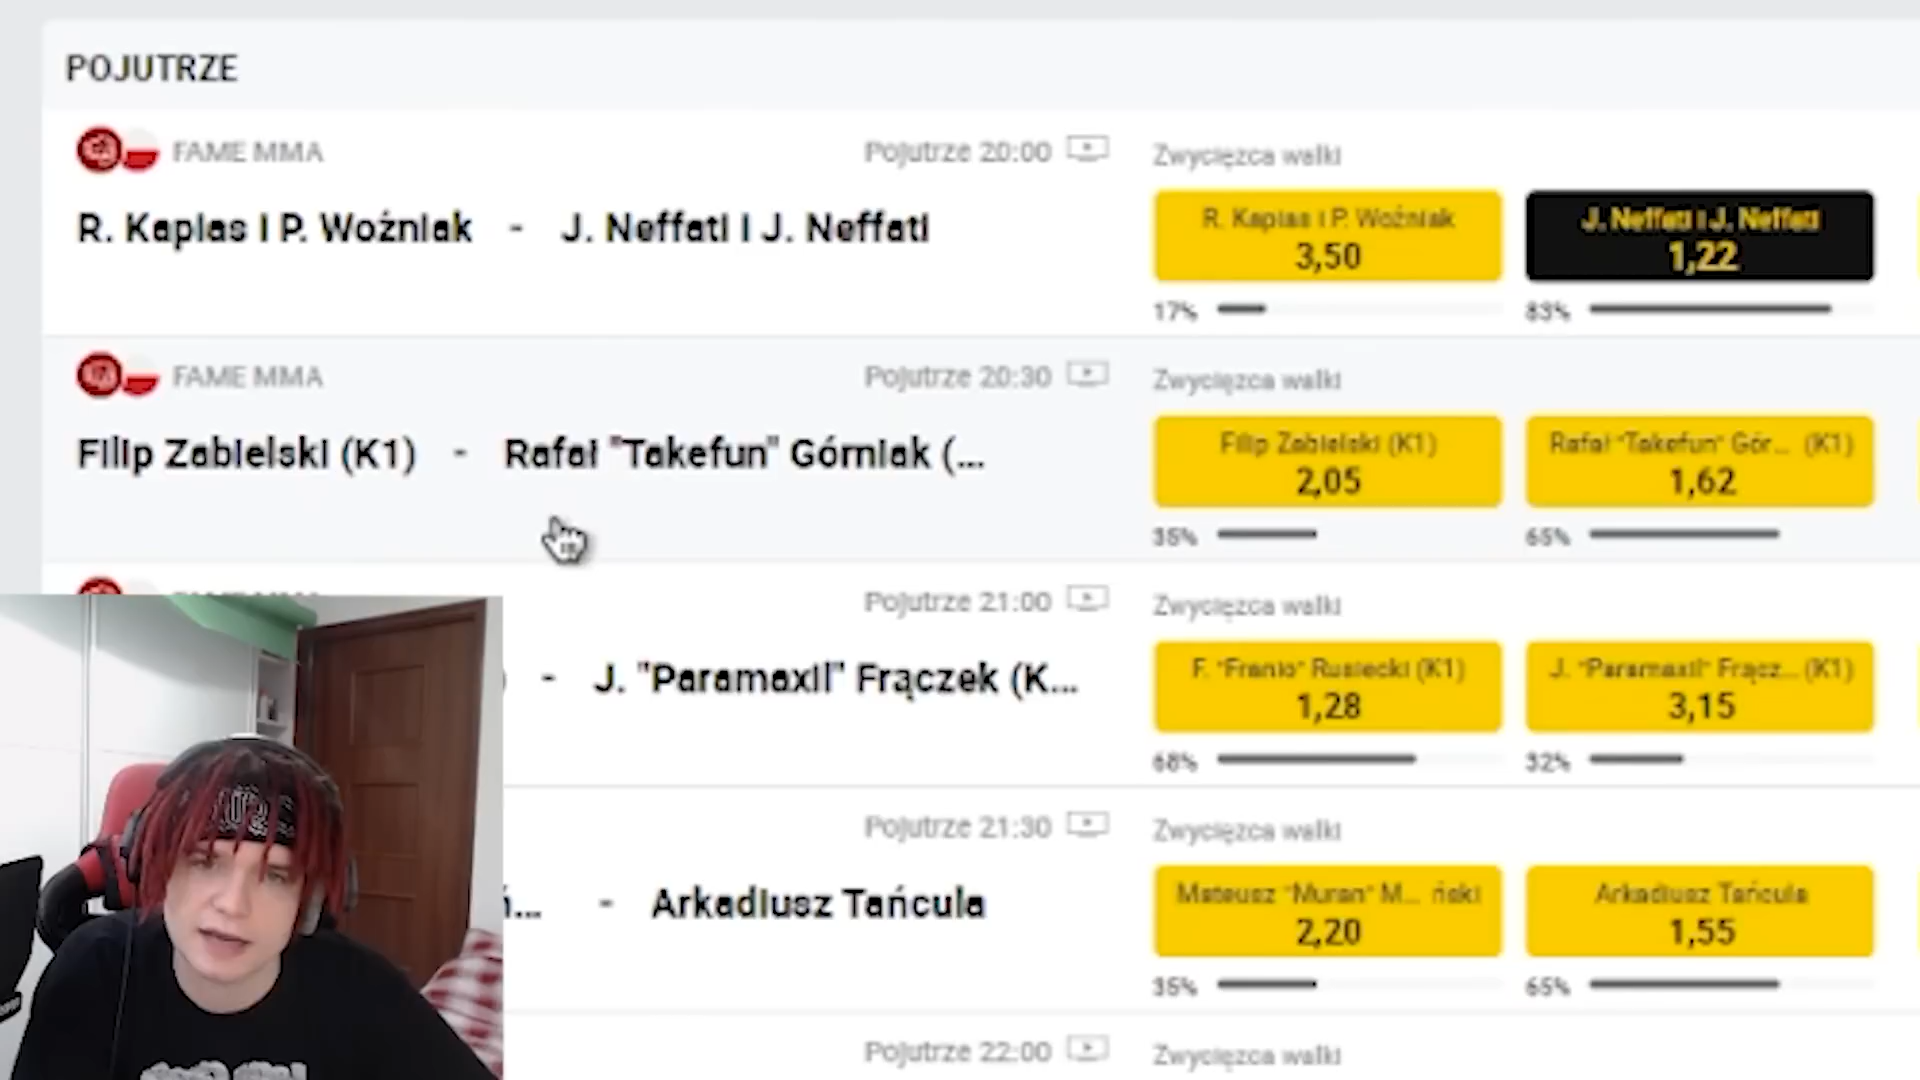 POJUTRZE
FAME MMA Pojutrze 20:00 Zwycięzca walki
R. Kaplas i P. Woźniak - J. Neffati i J. Neffati
R. Kaplas i P. Woźniak
3,50
J. Neffati i J. Neffati
1,22
17% 83%
FAME MMA Pojutrze 20:30 Zwycięzca walki
Filip Zabielski (K1) - Rafał "Takefun" Górniak (...
Filip Zabielski (K1)
2,05
Rafał "Takefun" Gór... (K1)
1,62
35% 65%
Pojutrze 21:00 Zwycięzca walki
- J. "Paramaxil" Frączek (K...
F. "Franio" Rusiecki (K1)
1,28
J. "Paramaxil" Frącz... (K1)
3,15
68% 32%
Pojutrze 21:30 Zwycięzca walki
ń... - Arkadiusz Tańcula
Mateusz "Muran" M... ński
2,20
Arkadiusz Tańcula
1,55
35% 65%
Pojutrze 22:00 Zwycięzca walki